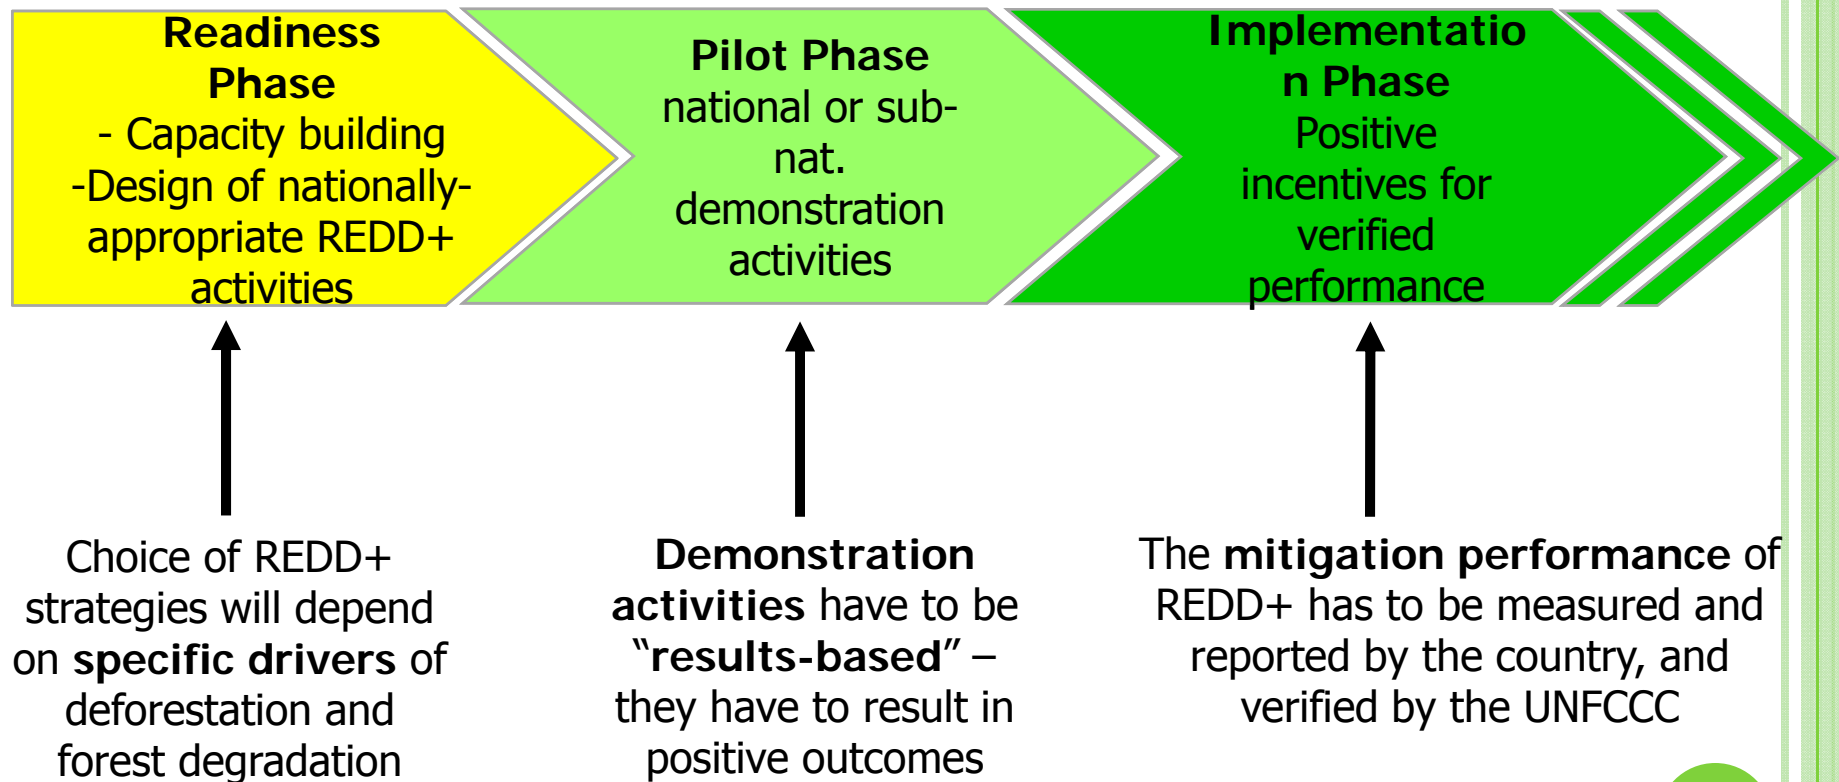 Readiness
Phase
- Capacity building
-Design of nationally-
appropriate REDD+
activities
Pilot Phase
national or sub-
nat.
demonstration
activities
Implementatio
n Phase
Positive
incentives for
verified
performance
Choice of REDD+
strategies will depend
on specific drivers of
deforestation and
forest degradation
Demonstration
activities have to be
“results-based” –
they have to result in
positive outcomes
The mitigation performance of
REDD+ has to be measured and
reported by the country, and
verified by the UNFCCC